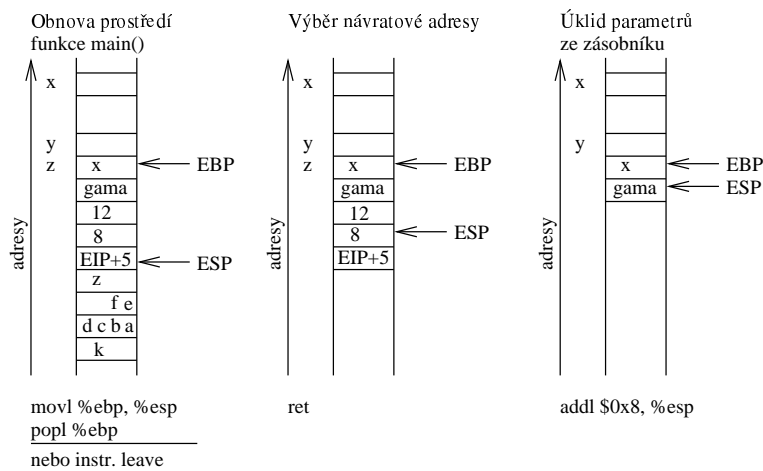 Obnova prostředí
funkce main()
x
y
z
x
EBP
gama
12
8
EIP+5
ESP
z
f e
d c b a
k
adresy
movl %ebp, %esp
popl %ebp
nebo instr. leave
Výběr návratové adresy
x
y
z
x
EBP
gama
12
8
ESP
EIP+5
adresy
ret
Úklid parametrů
ze zásobníku
x
y
x
EBP
gama
ESP
adresy
addl $0x8, %esp